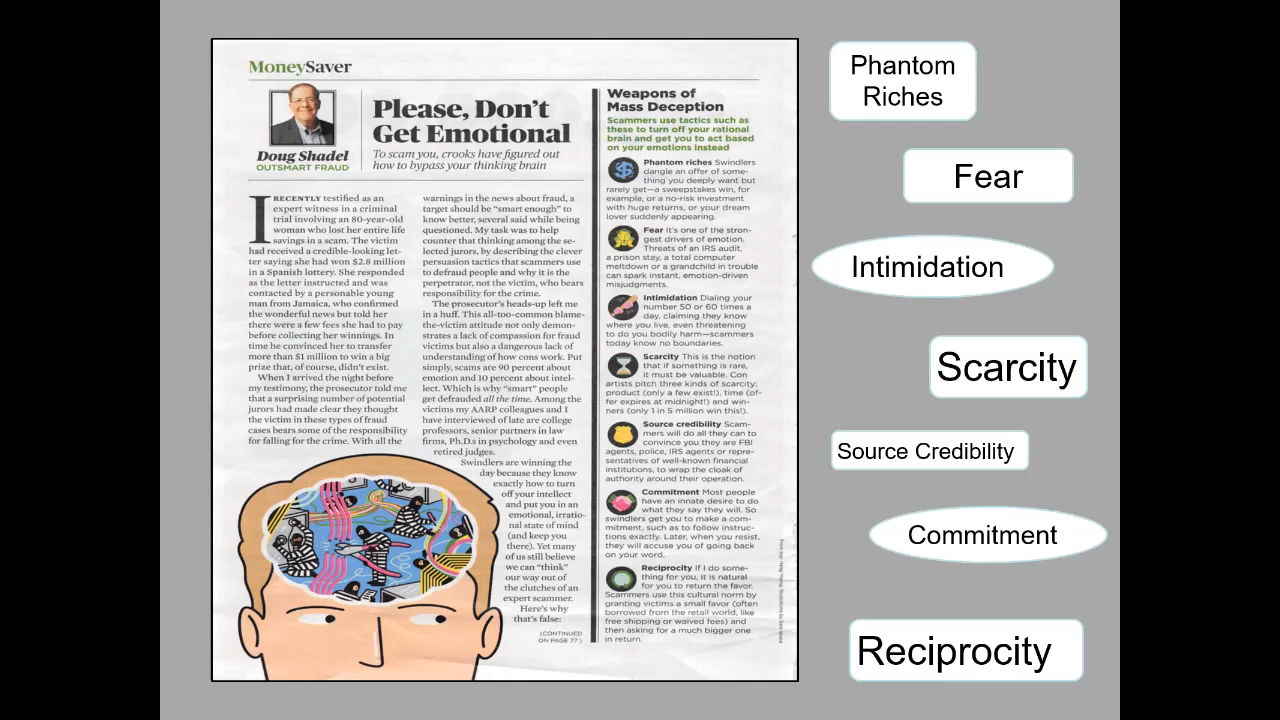 MoneySaver
Doug Shadel
OUTSMART FRAUD
Please, Don't
Get Emotional
To scam you, crooks have figured out
how to bypass your thinking brain
I RECENTLY testified as an
expert witness in a criminal
trial involving an 80-year-old
woman who lost her entire life
savings in a scam. The victim
had received a credible-looking let-
ter saying she had won $2.8 million
in a Spanish lottery. She responded
as the letter instructed and was
contacted by a personable young
man from Jamaica, who confirmed
the wonderful news but told her
there were a few fees she had to pay
before collecting her winnings. In
time he convinced her to transfer
more than $1 million to win a big
prize that, of course, didn't exist.
When I arrived the night before
my testimony, the prosecutor told me
that a surprising number of potential
jurors had made clear they thought
the victim in these types of fraud
cases bears some of the responsibility
for falling for the crime. With all the
warnings in the news about fraud, a
target should be "smart enough" to
know better, several said while being
questioned. My task was to help
counter that thinking among the se-
lected jurors, by describing the clever
persuasion tactics that scammers use
to defraud people and why it is the
perpetrator, not the victim, who bears
responsibility for the crime.
The prosecutor's heads-up left me
in a huff. This all-too-common blame-
the-victim attitude not only demon-
strates a lack of compassion for fraud
victims but also a dangerous lack of
understanding of how cons work. Put
simply, scams are 90 percent about
emotion and 10 percent about intel-
lect. Which is why "smart" people
get defrauded all the time. Among the
victims my AARP colleagues and I
have interviewed of late are college
professors, senior partners in law
firms, Ph.D.s in psychology and even
retired judges.
Swindlers are winning the
day because they know
exactly how to turn
off your intellect
and put you in an
emotional, irratio-
nal state of mind
(and keep you
there). Yet many
of us still believe
we can "think"
our way out of
the clutches of an
expert scammer.
Here's why
that's false:
(CONTINUED
ON PAGE 77)
Weapons of
Mass Deception
Scammers use tactics such as
these to turn off your rational
brain and get you to act based
on your emotions instead
Phantom riches Swindlers
dangle an offer of some-
thing you deeply want but
rarely get—a sweepstakes win, for
example, or a no-risk investment
with huge returns, or your dream
lover suddenly appearing.
Fear It's one of the stron-
gest drivers of emotion.
Threats of an IRS audit,
a prison stay, a total computer
meltdown or a grandchild in trouble
can spark instant, emotion-driven
misjudgments.
Intimidation Dialing your
number 50 or 60 times a
day, claiming they know
where you live, even threatening
to do you bodily harm—scammers
today know no boundaries.
Scarcity This is the notion
that if something is rare,
it must be valuable. Con
artists pitch three kinds of scarcity:
product (only a few exist!), time (of-
fer expires at midnight!) and win-
ners (only 1 in 5 million win this!).
Source credibility Scam-
mers will do all they can to
convince you they are FBI
agents, police, IRS agents or repre-
sentatives of well-known financial
institutions, to wrap the cloak of
authority around their operation.
Commitment Most people
have an innate desire to do
what they say they will. So
swindlers get you to make a com-
mitment, such as to follow instruc-
tions exactly. Later, when you resist,
they will accuse you of going back
on your word.
Reciprocity If I do some-
thing for you, it is natural
for you to return the favor.
Scammers use this cultural norm by
granting victims a small favor (often
borrowed from the retail world, like
free shipping or waived fees) and
then asking for a much bigger one
in return.
Phantom
Riches
Fear
Intimidation
Scarcity
Source Credibility
Commitment
Reciprocity